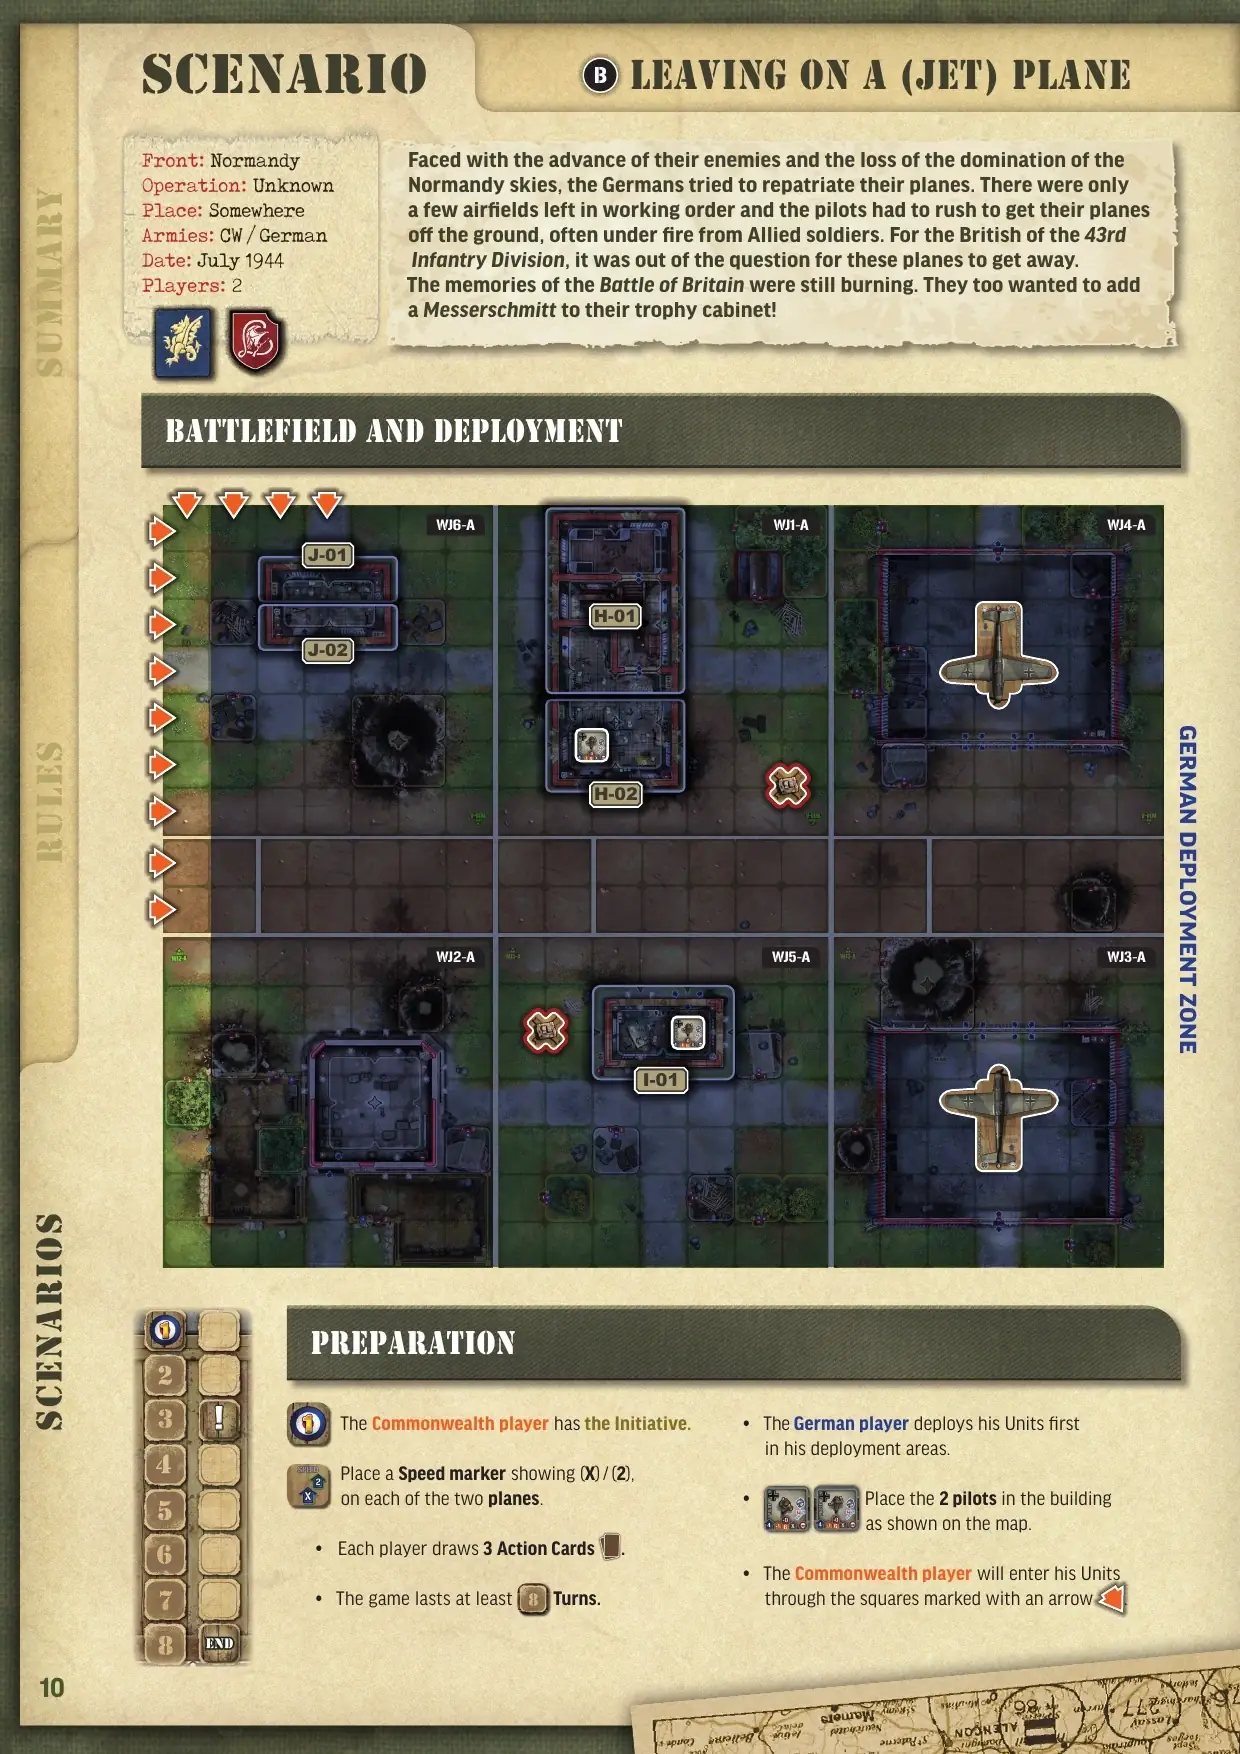 SCENARIO
B LEAVING ON A (JET) PLANE
Front: Normandy
Operation: Unknown
Place: Somewhere
Armies: CW / German
Date: July 1944
Players: 2
Faced with the advance of their enemies and the loss of the domination of the
Normandy skies, the Germans tried to repatriate their planes. There were only
a few airfields left in working order and the pilots had to rush to get their planes
off the ground, often under fire from Allied soldiers. For the British of the 43rd
Infantry Division, it was out of the question for these planes to get away.
The memories of the Battle of Britain were still burning. They too wanted to add
a Messerschmitt to their trophy cabinet!
SUMMARY
RULES
SCENARIOS
BATTLEFIELD AND DEPLOYMENT
WJ6-A
WJ1-A
WJ4-A
J-01
J-02
H-01
H-02
GERMAN DEPLOYMENT ZONE
WJ2-A
WJ5-A
WJ3-A
I-01
2
3 !
4
5
6
7
8 END
PREPARATION
The Commonwealth player has the Initiative.
SPEED
2
X
Place a Speed marker showing (X) / (2),
on each of the two planes.
• Each player draws 3 Action Cards .
• The game lasts at least 8 Turns.
• The German player deploys his Units first
in his deployment areas.
• Place the 2 pilots in the building
as shown on the map.
• The Commonwealth player will enter his Units
through the squares marked with an arrow
10
Mamers
ALENÇON
277
98